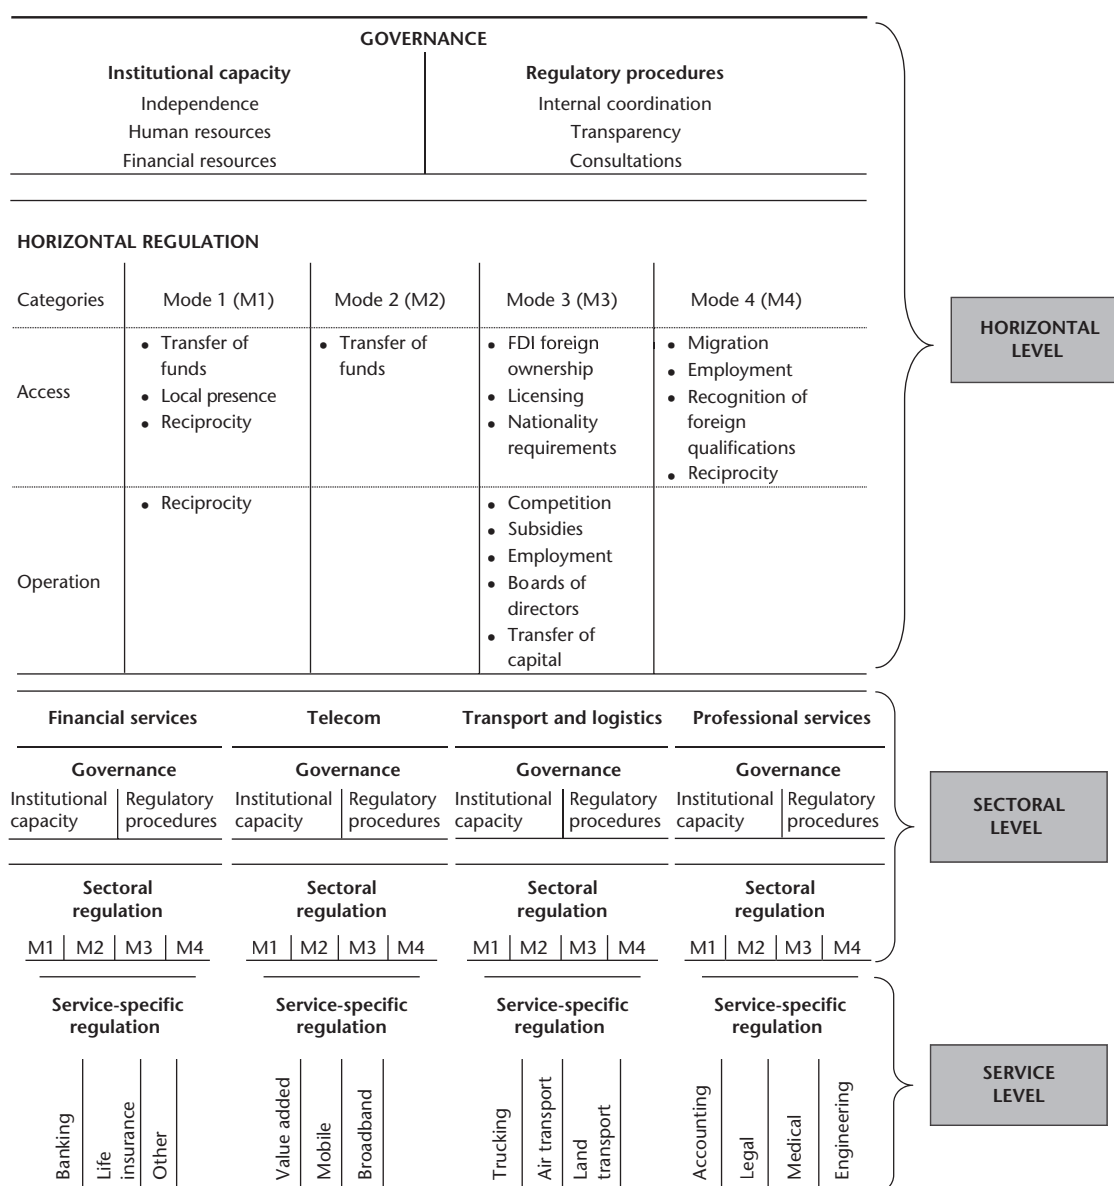 GOVERNANCE
Institutional capacity
Independence
Human resources
Financial resources
Regulatory procedures
Internal coordination
Transparency
Consultations
HORIZONTAL REGULATION
Categories
Mode 1 (M1)
Mode 2 (M2)
Mode 3 (M3)
Mode 4 (M4)
Access
• Transfer of
funds
• Local presence
• Reciprocity
• Transfer of
funds
• FDI foreign
ownership
• Licensing
• Nationality
requirements
• Migration
• Employment
• Recognition of
foreign
qualifications
• Reciprocity
Operation
• Reciprocity
• Competition
• Subsidies
• Employment
• Boards of
directors
• Transfer of
capital
HORIZONTAL
LEVEL
Financial services
Telecom
Transport and logistics
Professional services
Governance
Institutional
capacity
Regulatory
procedures
Governance
Institutional
capacity
Regulatory
procedures
Governance
Institutional
capacity
Regulatory
procedures
Governance
Institutional
capacity
Regulatory
procedures
Sectoral
regulation
M1 M2 M3 M4
Sectoral
regulation
M1 M2 M3 M4
Sectoral
regulation
M1 M2 M3 M4
Sectoral
regulation
M1 M2 M3 M4
SECTORAL
LEVEL
Service-specific
regulation
Banking
Life
insurance
Other
Service-specific
regulation
Value added
Mobile
Broadband
Service-specific
regulation
Trucking
Air transport
Land
transport
Service-specific
regulation
Accounting
Legal
Medical
Engineering
SERVICE
LEVEL